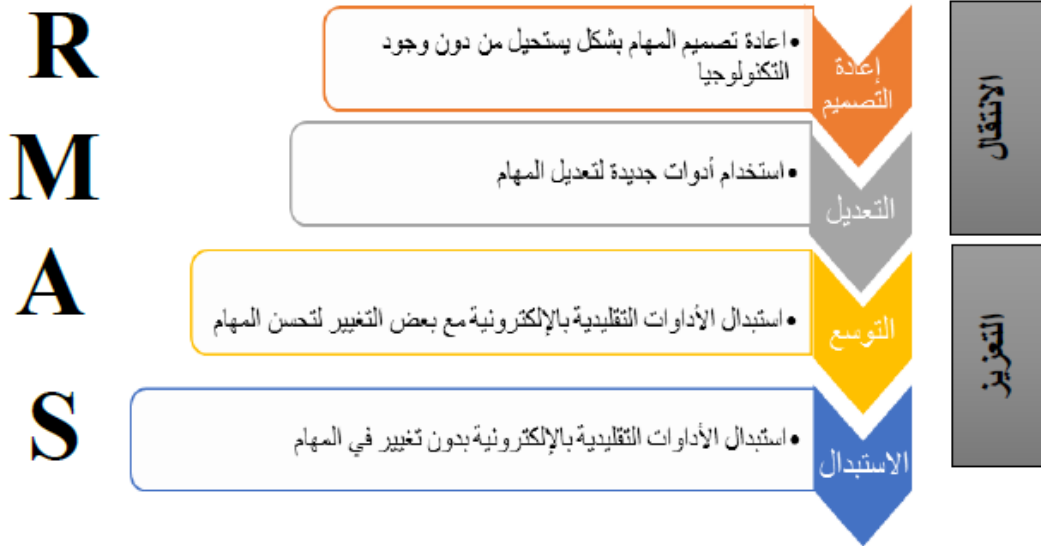 R
• اعادة تصميم المهام بشكل يستحيل من دون وجود
التكنولوجيا
إعادة
التصميم
الانتقال
M
• استخدام أدوات جديدة لتعديل المهام
التعديل
A
• استبدال الأداوات التقليدية بالإلكترونية مع بعض التغيير لتحسن المهام
التوسع
التعزيز
S
• استبدال الأداوات التقليدية بالإلكترونية بدون تغيير في المهام
الاستبدال